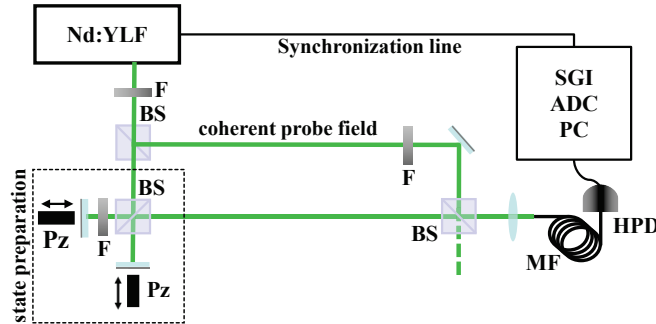 Nd:YLF
Synchronization line
SGI
ADC
PC
F
BS
coherent probe field
F
state preparation
BS
Pz
F
BS
MF
HPD
Pz